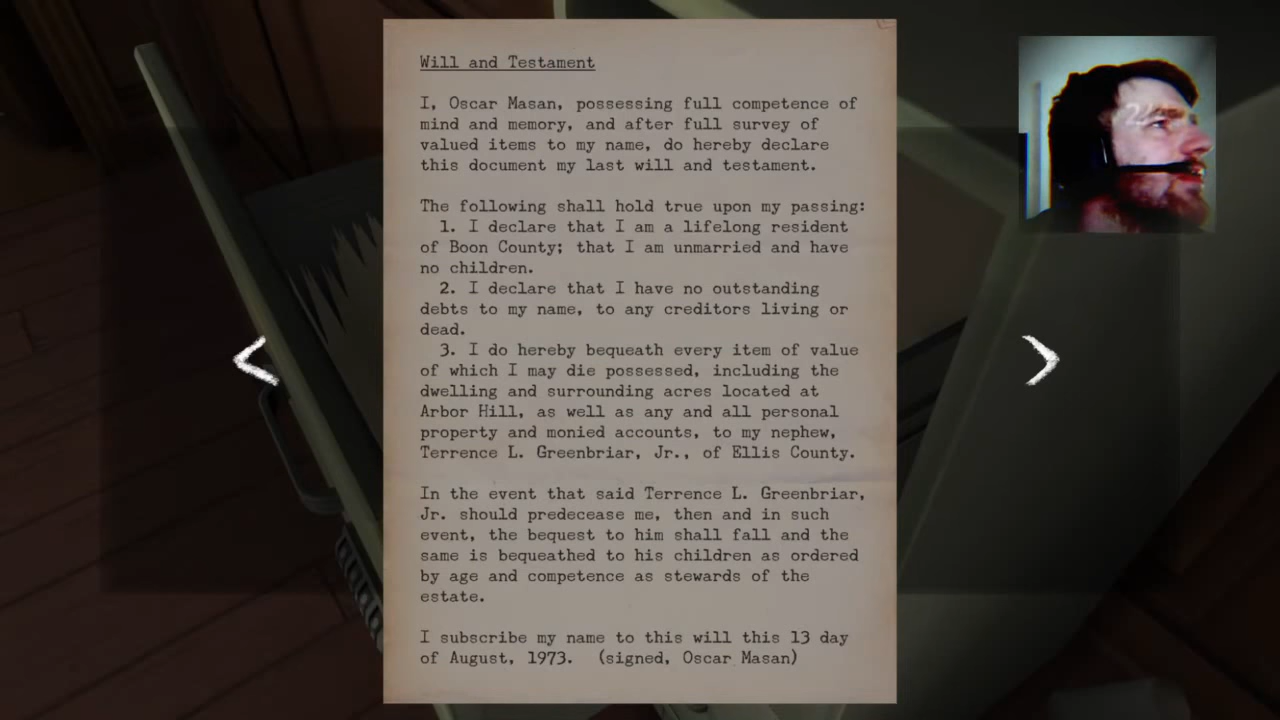 Will and Testament
I, Oscar Masan, possessing full competence of
mind and memory, and after full survey of
valued items to my name, do hereby declare
this document my last will and testament.
The following shall hold true upon my passing:
1. I declare that I am a lifelong resident
of Boon County; that I am unmarried and have
no children.
2. I declare that I have no outstanding
debts to my name, to any creditors living or
dead.
3. I do hereby bequeath every item of value
of which I may die possessed, including the
dwelling and surrounding acres located at
Arbor Hill, as well as any and all personal
property and monied accounts, to my nephew,
Terrence L. Greenbriar, Jr., of Ellis County.
In the event that said Terrence L. Greenbriar,
Jr. should predecease me, then and in such
event, the bequest to him shall fall and the
same is bequeathed to his children as ordered
by age and competence as stewards of the
estate.
I subscribe my name to this will this 13 day
of August, 1973. (signed, Oscar Masan)